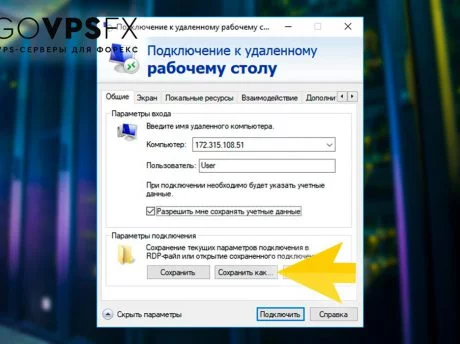 GOVPSFX
VPS-СЕРВЕРЫ ДЛЯ ФОРЕКС
Подключение к удаленному рабочему с...
Подключение к удаленному
рабочему столу
Общие Экран Локальные ресурсы Взаимодействие Дополни
Параметры входа
Введите имя удаленного компьютера.
Компьютер: 172.315.108.51
Пользователь: User
При подключении необходимо будет указать учетные
данные.
Разрешить мне сохранять учетные данные
Параметры подключения
Сохранение текущих параметров подключения в
RDP-файл или открытие сохраненного подключения.
Сохранить Сохранить как...
Скрыть параметры Подключить Справка